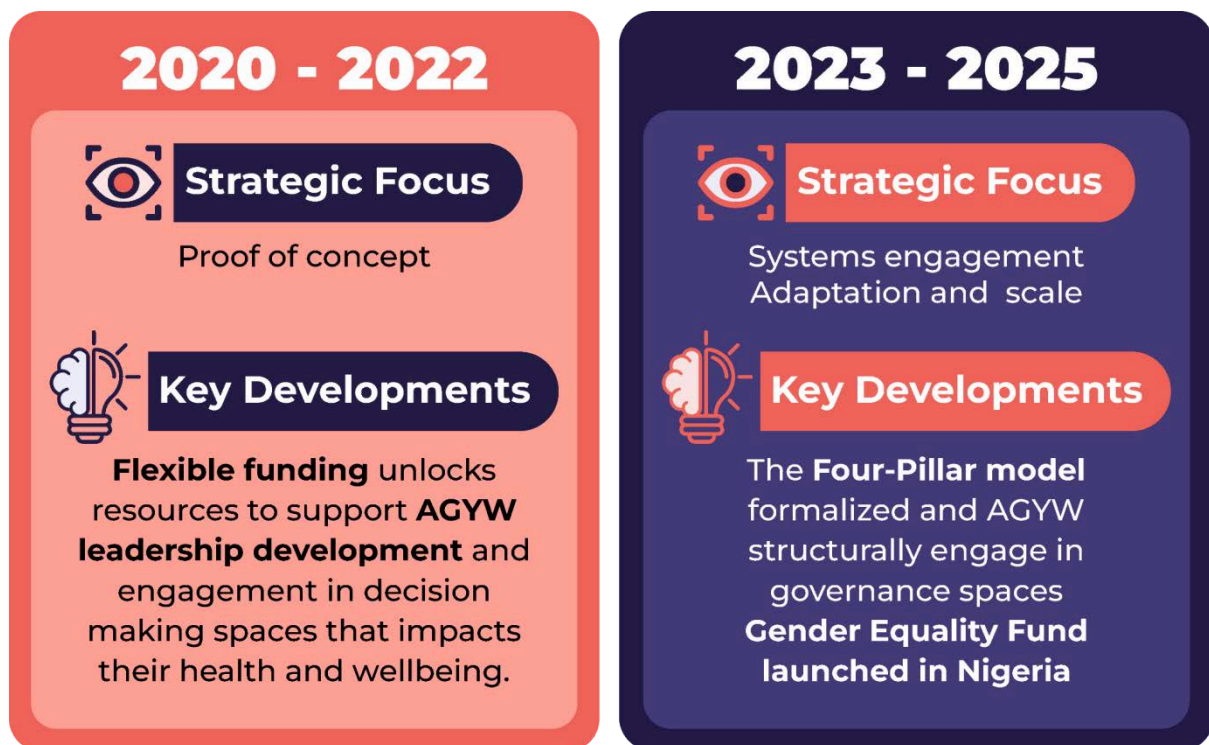 2020 - 2022
Strategic Focus
Proof of concept
Key Developments
Flexible funding unlocks
resources to support AGYW
leadership development and
engagement in decision
making spaces that impacts
their health and wellbeing.
2023 - 2025
Strategic Focus
Systems engagement
Adaptation and scale
Key Developments
The Four-Pillar model
formalized and AGYW
structurally engage in
governance spaces
Gender Equality Fund
launched in Nigeria